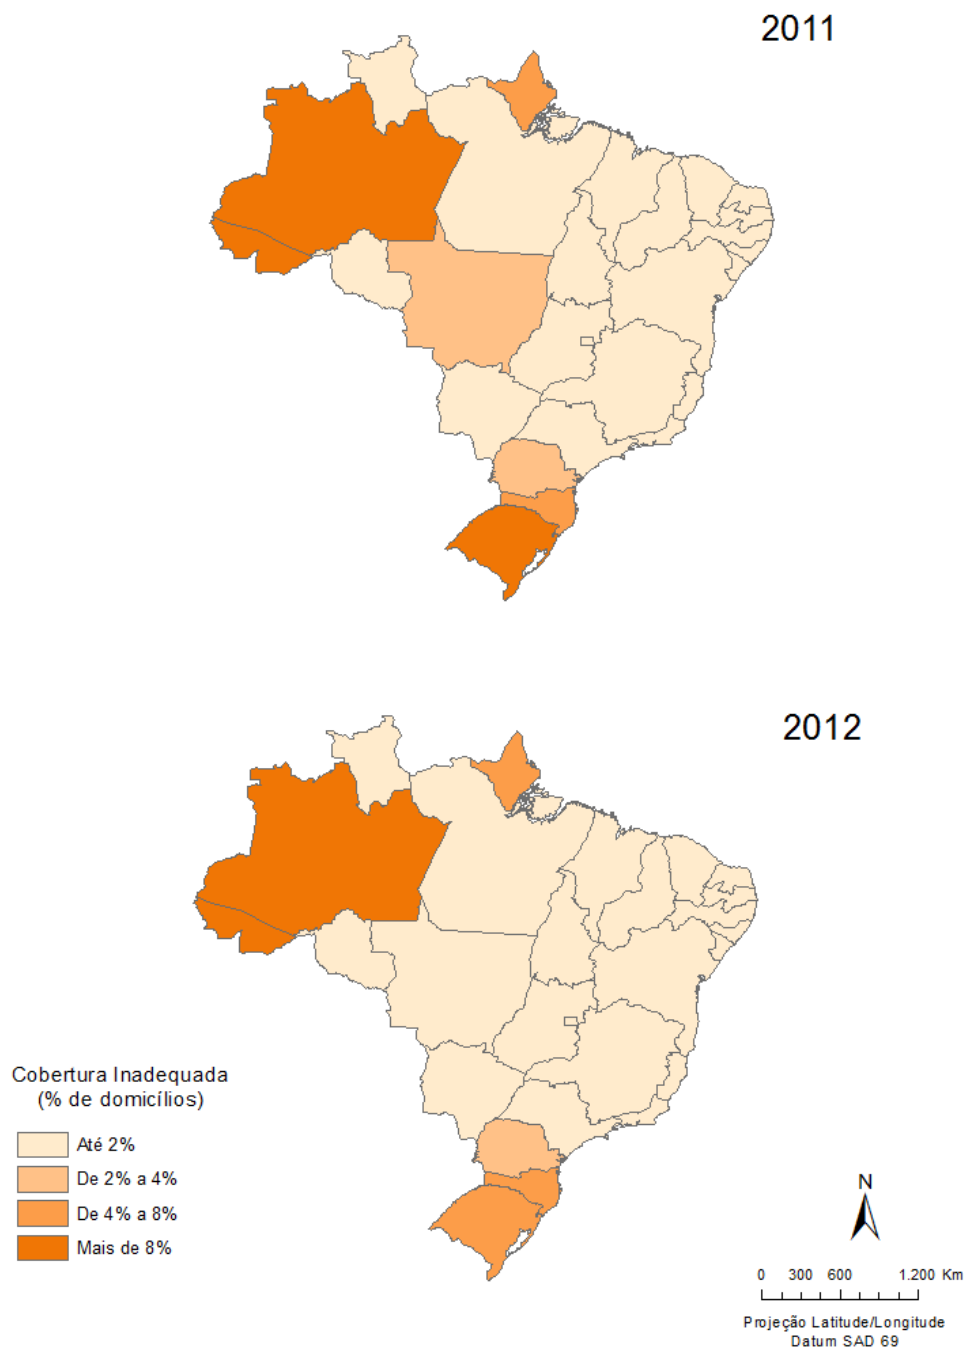 2011
2012
Cobertura Inadequada
(% de domicílios)
Até 2%
De 2% a 4%
De 4% a 8%
Mais de 8%
N
0 300 600 1.200 Km
Projeção Latitude/Longitude
Datum SAD 69